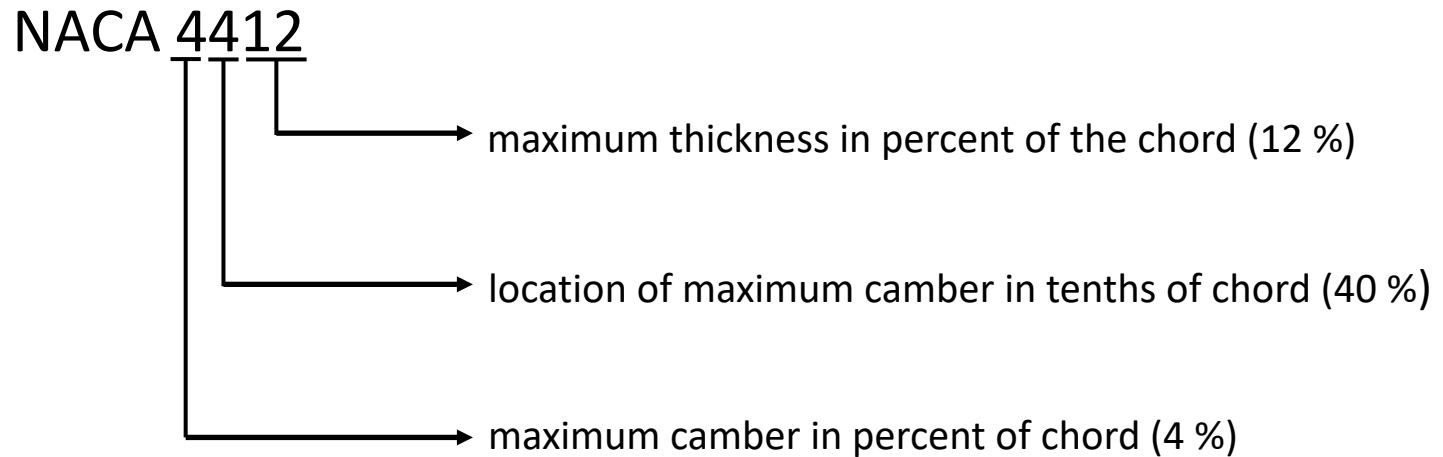 NACA 4412
maximum thickness in percent of the chord (12 %)
location of maximum camber in tenths of chord (40 %)
maximum camber in percent of chord (4 %)